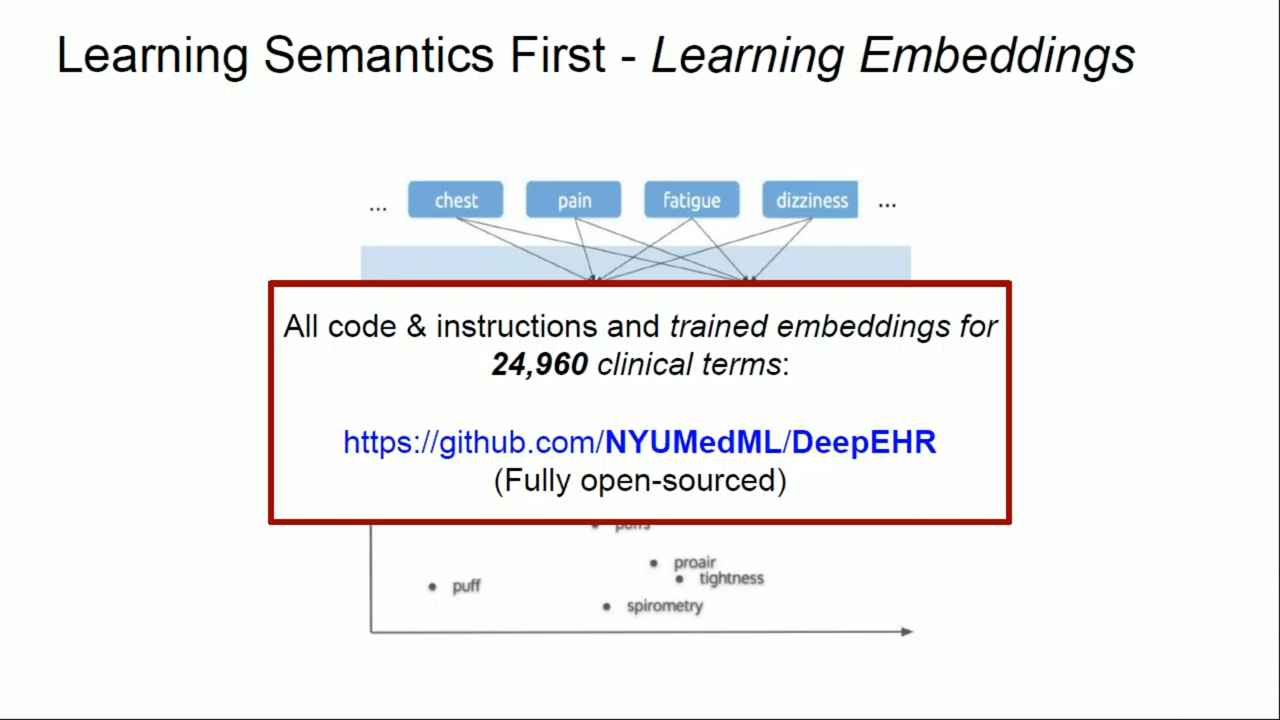 Learning Semantics First - Learning Embeddings
... chest pain fatigue dizziness ...
All code & instructions and trained embeddings for
24,960 clinical terms:
https://github.com/NYUMedML/DeepEHR
(Fully open-sourced)
puffs
proair
tightness
puff
spirometry